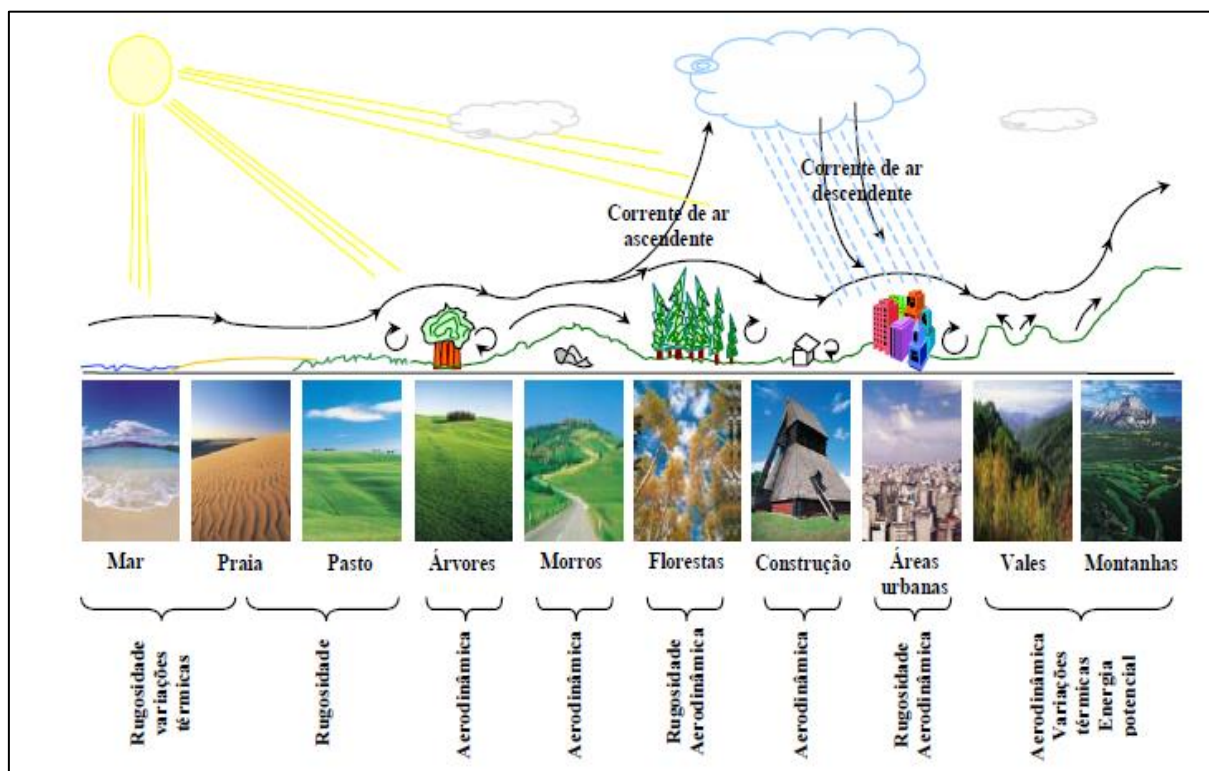 Corrente de ar
descendente
Corrente de ar
ascendente
Mar
Praia
Pasto
Árvores
Morros
Florestas
Construção
Áreas
urbanas
Vales
Montanhas
Rugosidade
variações
térmicas
Rugosidade
Aerodinâmica
Aerodinâmica
Rugosidade
Aerodinâmica
Aerodinâmica
Rugosidade
Aerodinâmica
Aerodinâmica
Variações
térmicas
Energia
potencial